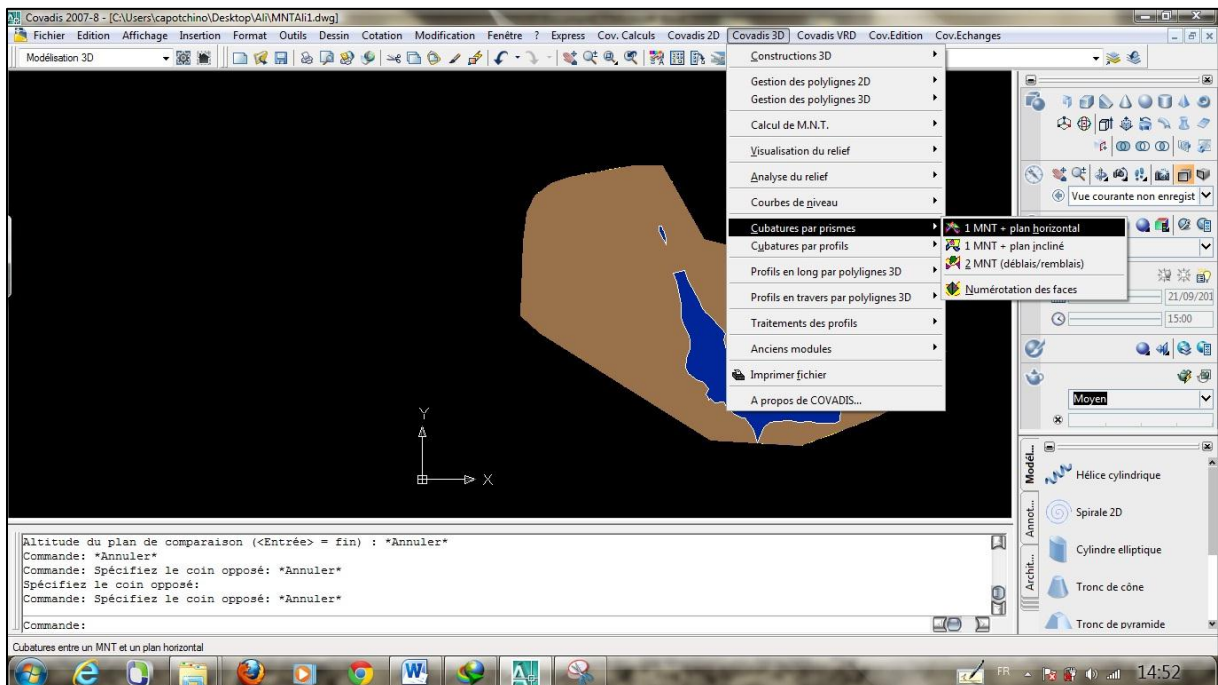 Covadis 2007-8 - [C:\Users\capotchino\Desktop\Ali\MNTAli1.dwg]
Fichier Edition Affichage Insertion Format Outils Dessin Cotation Modification Fenêtre ? Express Cov. Calculs Covadis 2D Covadis 3D Covadis VRD Cov.Edition Cov.Echanges
Modélisation 3D
Constructions 3D
Gestion des polylignes 2D
Gestion des polylignes 3D
Calcul de M.N.T.
Visualisation du relief
Analyse du relief
Courbes de niveau
Cubatures par prismes
Cubatures par profils
Profils en long par polylignes 3D
Profils en travers par polylignes 3D
Traitements des profils
Anciens modules
Imprimer fichier
A propos de COVADIS...
1 MNT + plan horizontal
1 MNT + plan incliné
2 MNT (déblais/remblais)
Numérotation des faces
Vue courante non enregist
21/09/201
15:00
Moyen
Modél...
Annot...
Archit...
Hélice cylindrique
Spirale 2D
Cylindre elliptique
Tronc de cône
Tronc de pyramide
Y
X
Altitude du plan de comparaison (<Entrée> = fin) : *Annuler*
Commande: *Annuler*
Commande: Spécifiez le coin opposé: *Annuler*
Spécifiez le coin opposé:
Commande: Spécifiez le coin opposé: *Annuler*
Commande:
Cubatures entre un MNT et un plan horizontal
W
FR
14:52